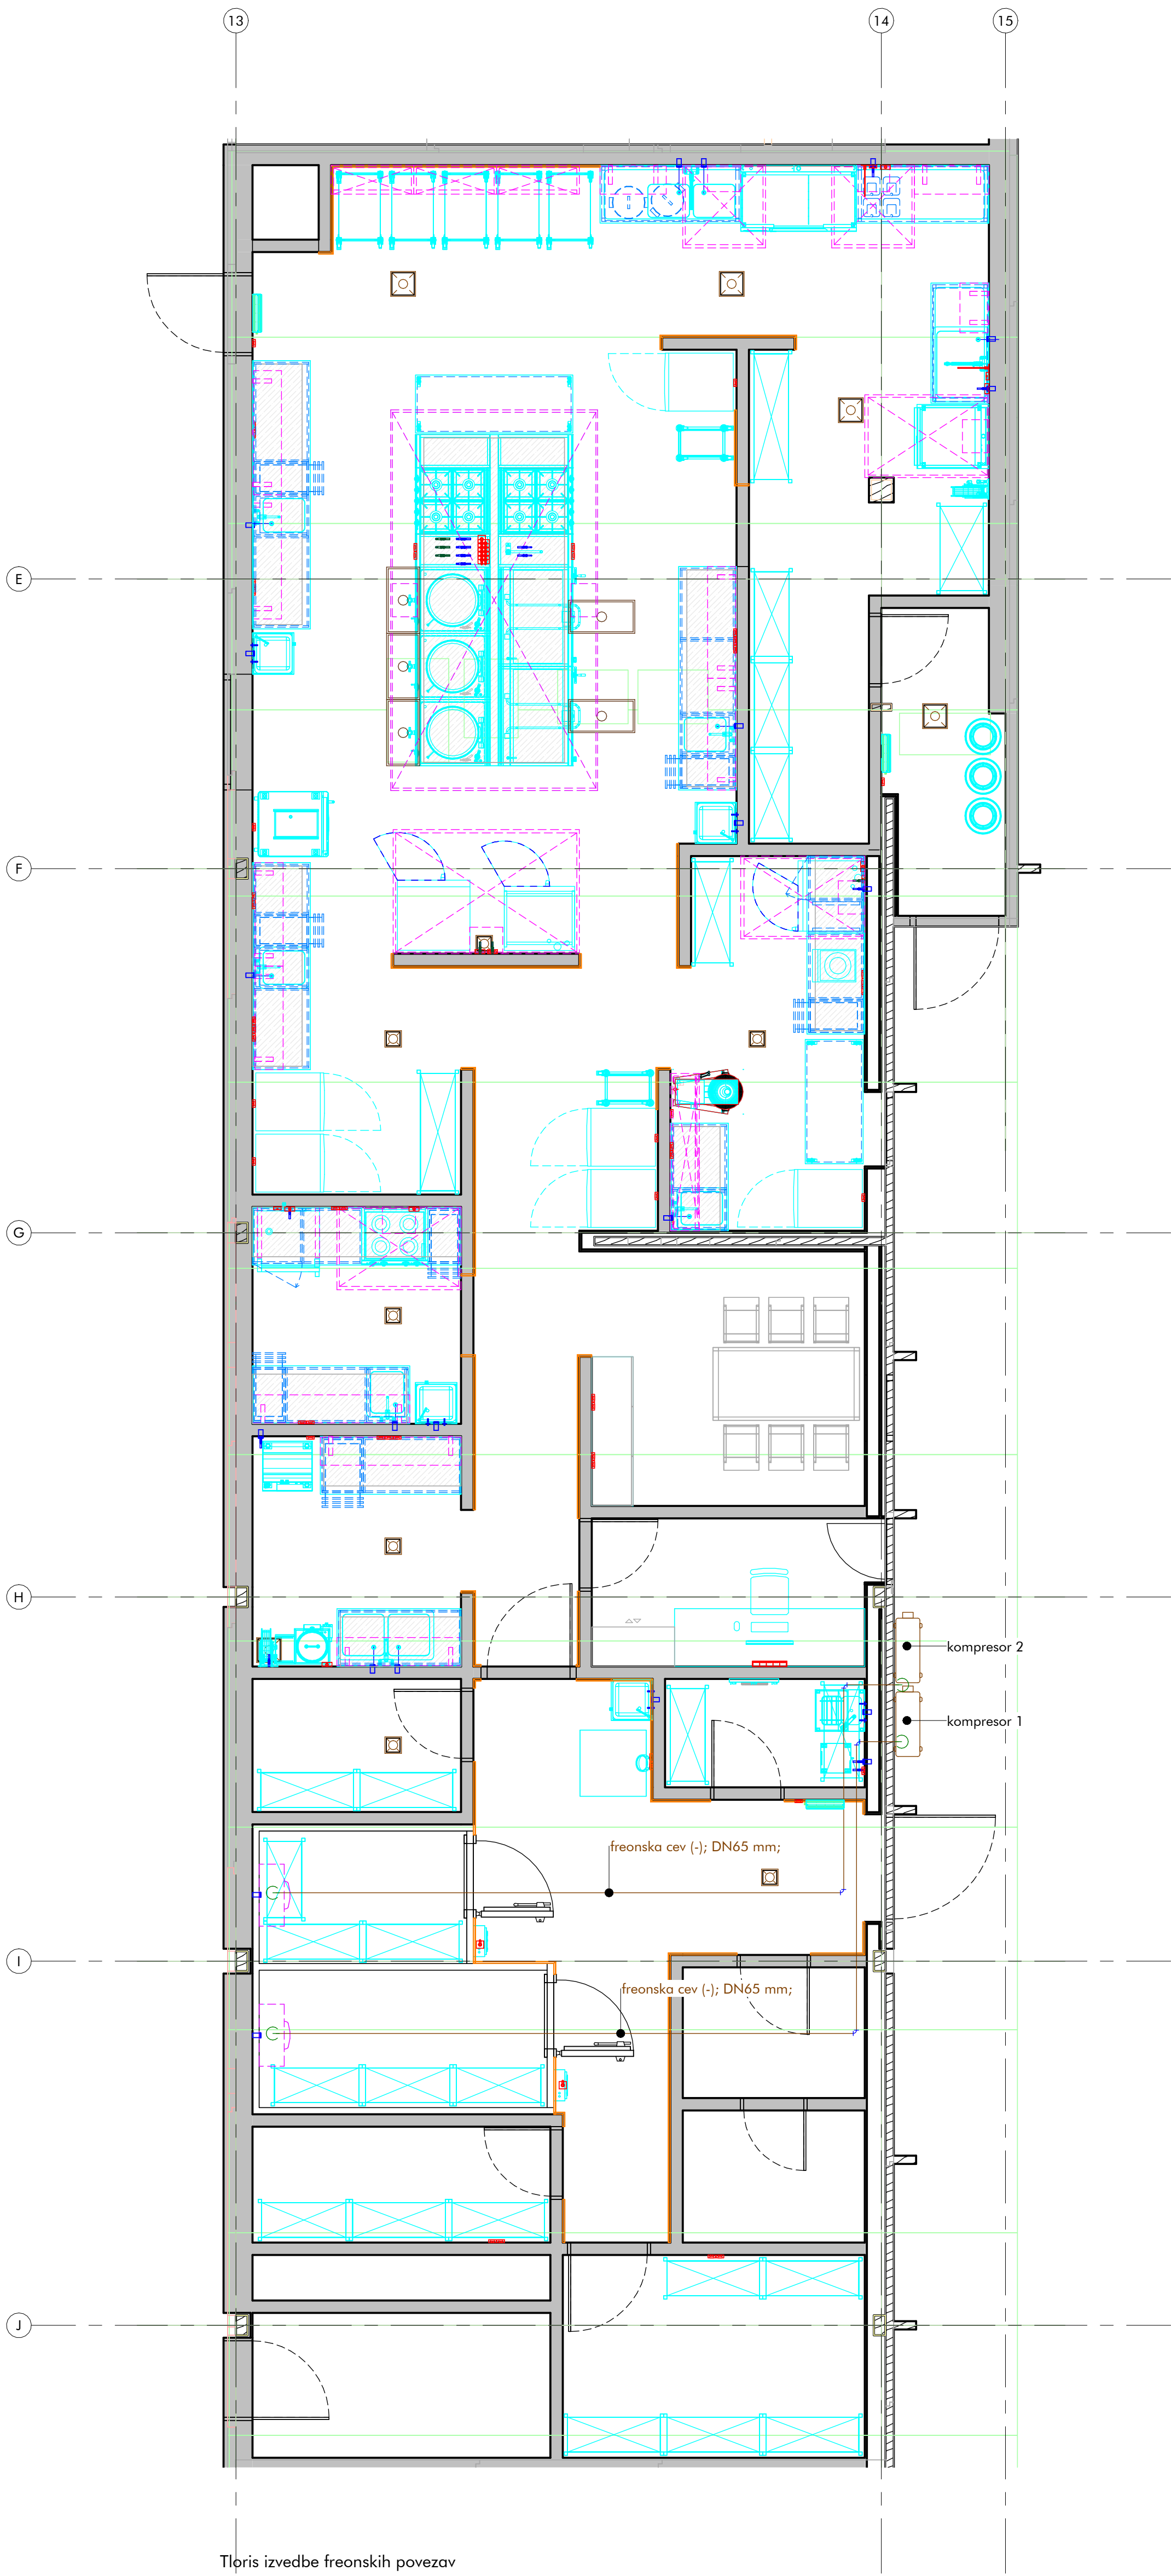 13
14
15
E
F
G
H
kompresor 2
kompresor 1
freonska cev (-); DN65 mm;
I
freonska cev (-); DN65 mm;
J
Tloris izvedbe freonskih povezav